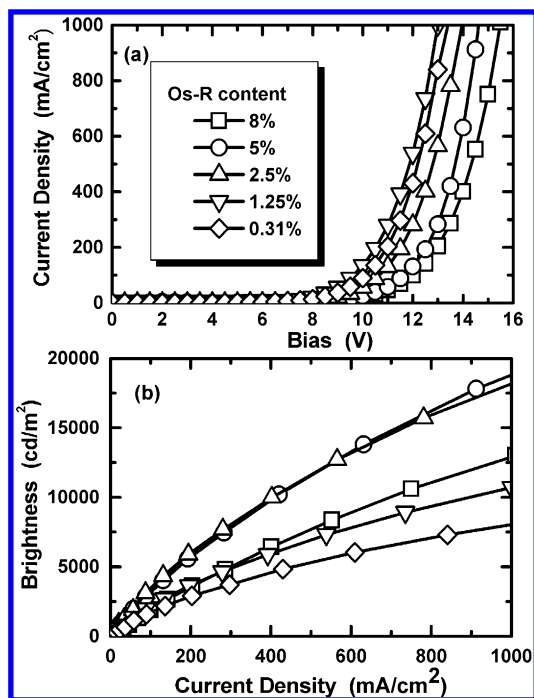 (a)
Os-R content
8%
5%
2.5%
1.25%
0.31%
Current Density (mA/cm²)
1000
800
600
400
200
0
0 2 4 6 8 10 12 14 16
Bias (V)
(b)
Brightness (cd/m²)
20000
15000
10000
5000
0
0 200 400 600 800 1000
Current Density (mA/cm²)